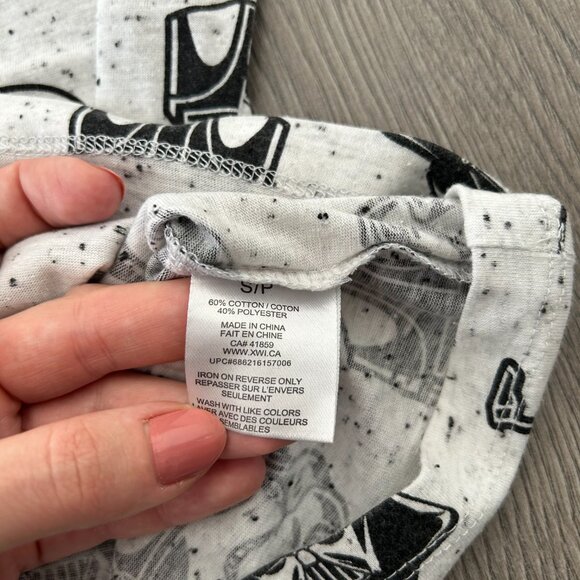 S/P
60% COTTON / COTON
40% POLYESTER
MADE IN CHINA
FAIT EN CHINE
CA# 41859
WWW.XWI.CA
UPC#686216157006
IRON ON REVERSE ONLY
REPASSER SUR L'ENVERS
SEULEMENT
WASH WITH LIKE COLORS
LAVER AVEC DES COULEURS